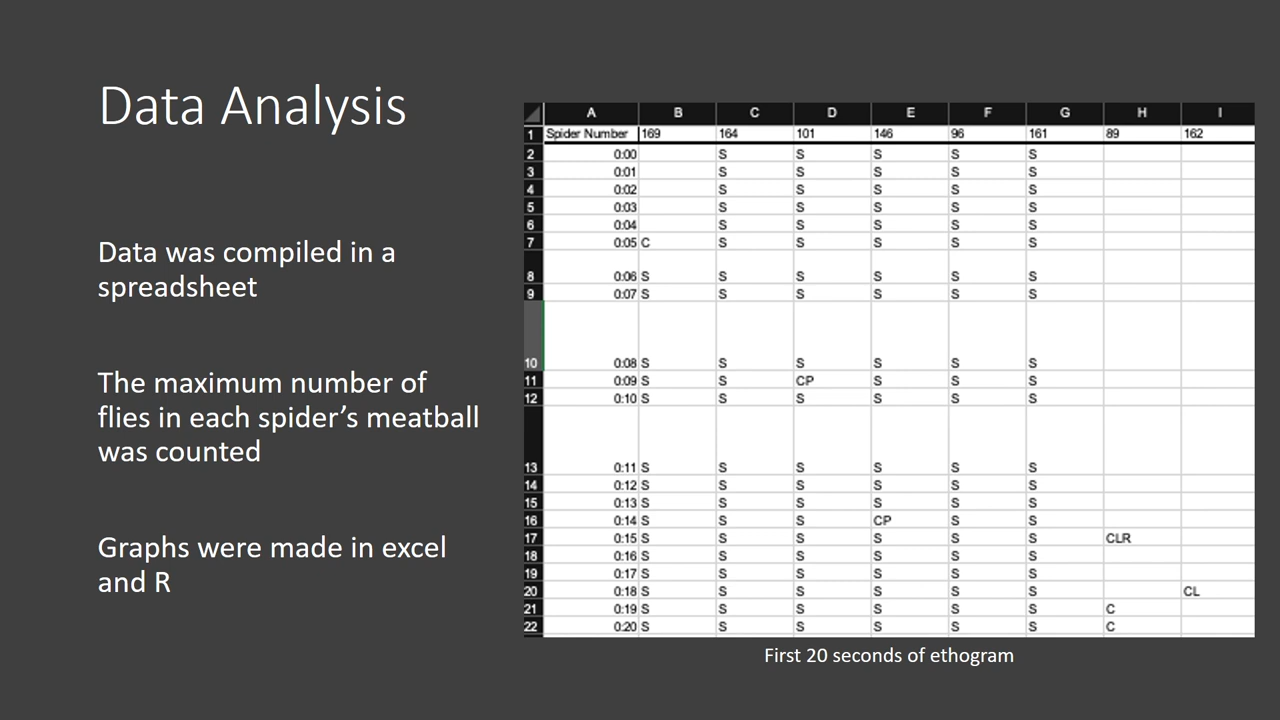 Data Analysis
Data was compiled in a
spreadsheet
The maximum number of
flies in each spider’s meatball
was counted
Graphs were made in excel
and R
A B C D E F G H I
1 Spider Number 169 164 101 146 96 161 89 162
2 0:00 S S S S S
3 0:01 S S S S S
4 0:02 S S S S S
5 0:03 S S S S S
6 0:04 S S S S S
7 0:05 C S S S S S
8 0:06 S S S S S S
9 0:07 S S S S S S
10 0:08 S S S S S S
11 0:09 S S CP S S S
12 0:10 S S S S S S
13 0:11 S S S S S S
14 0:12 S S S S S S
15 0:13 S S S S S S
16 0:14 S S S CP S S
17 0:15 S S S S S S CLR
18 0:16 S S S S S S
19 0:17 S S S S S S
20 0:18 S S S S S S CL
21 0:19 S S S S S S C
22 0:20 S S S S S S C
First 20 seconds of ethogram